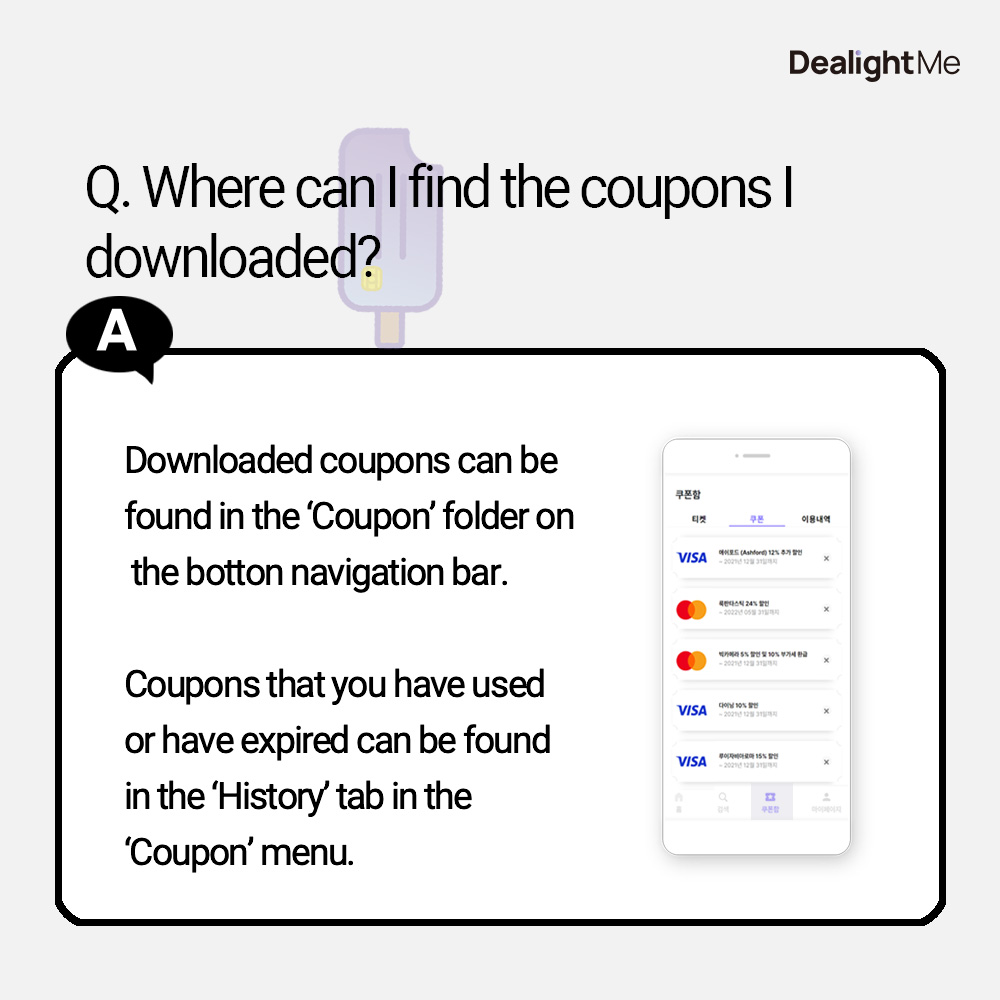 DealightMe
Q. Where can I find the coupons I
downloaded?
A
Downloaded coupons can be
found in the ‘Coupon’ folder on
the botton navigation bar.
Coupons that you have used
or have expired can be found
in the ‘History’ tab in the
‘Coupon’ menu.
쿠폰함
티켓 쿠폰 이용내역
VISA 에이포드 (Ashford) 12% 추가 할인
~ 2021년 12월 31일까지
육판다스틱 24% 할인
~ 2022년 05월 31일까지
빅카메라 5% 할인 및 10% 부가세 환급
~ 2021년 12월 31일까지
VISA 다이닝 10% 할인
~ 2021년 12월 31일까지
VISA 루이자비아로마 15% 할인
~ 2021년 12월 31일까지
홈 검색 쿠폰함 마이페이지